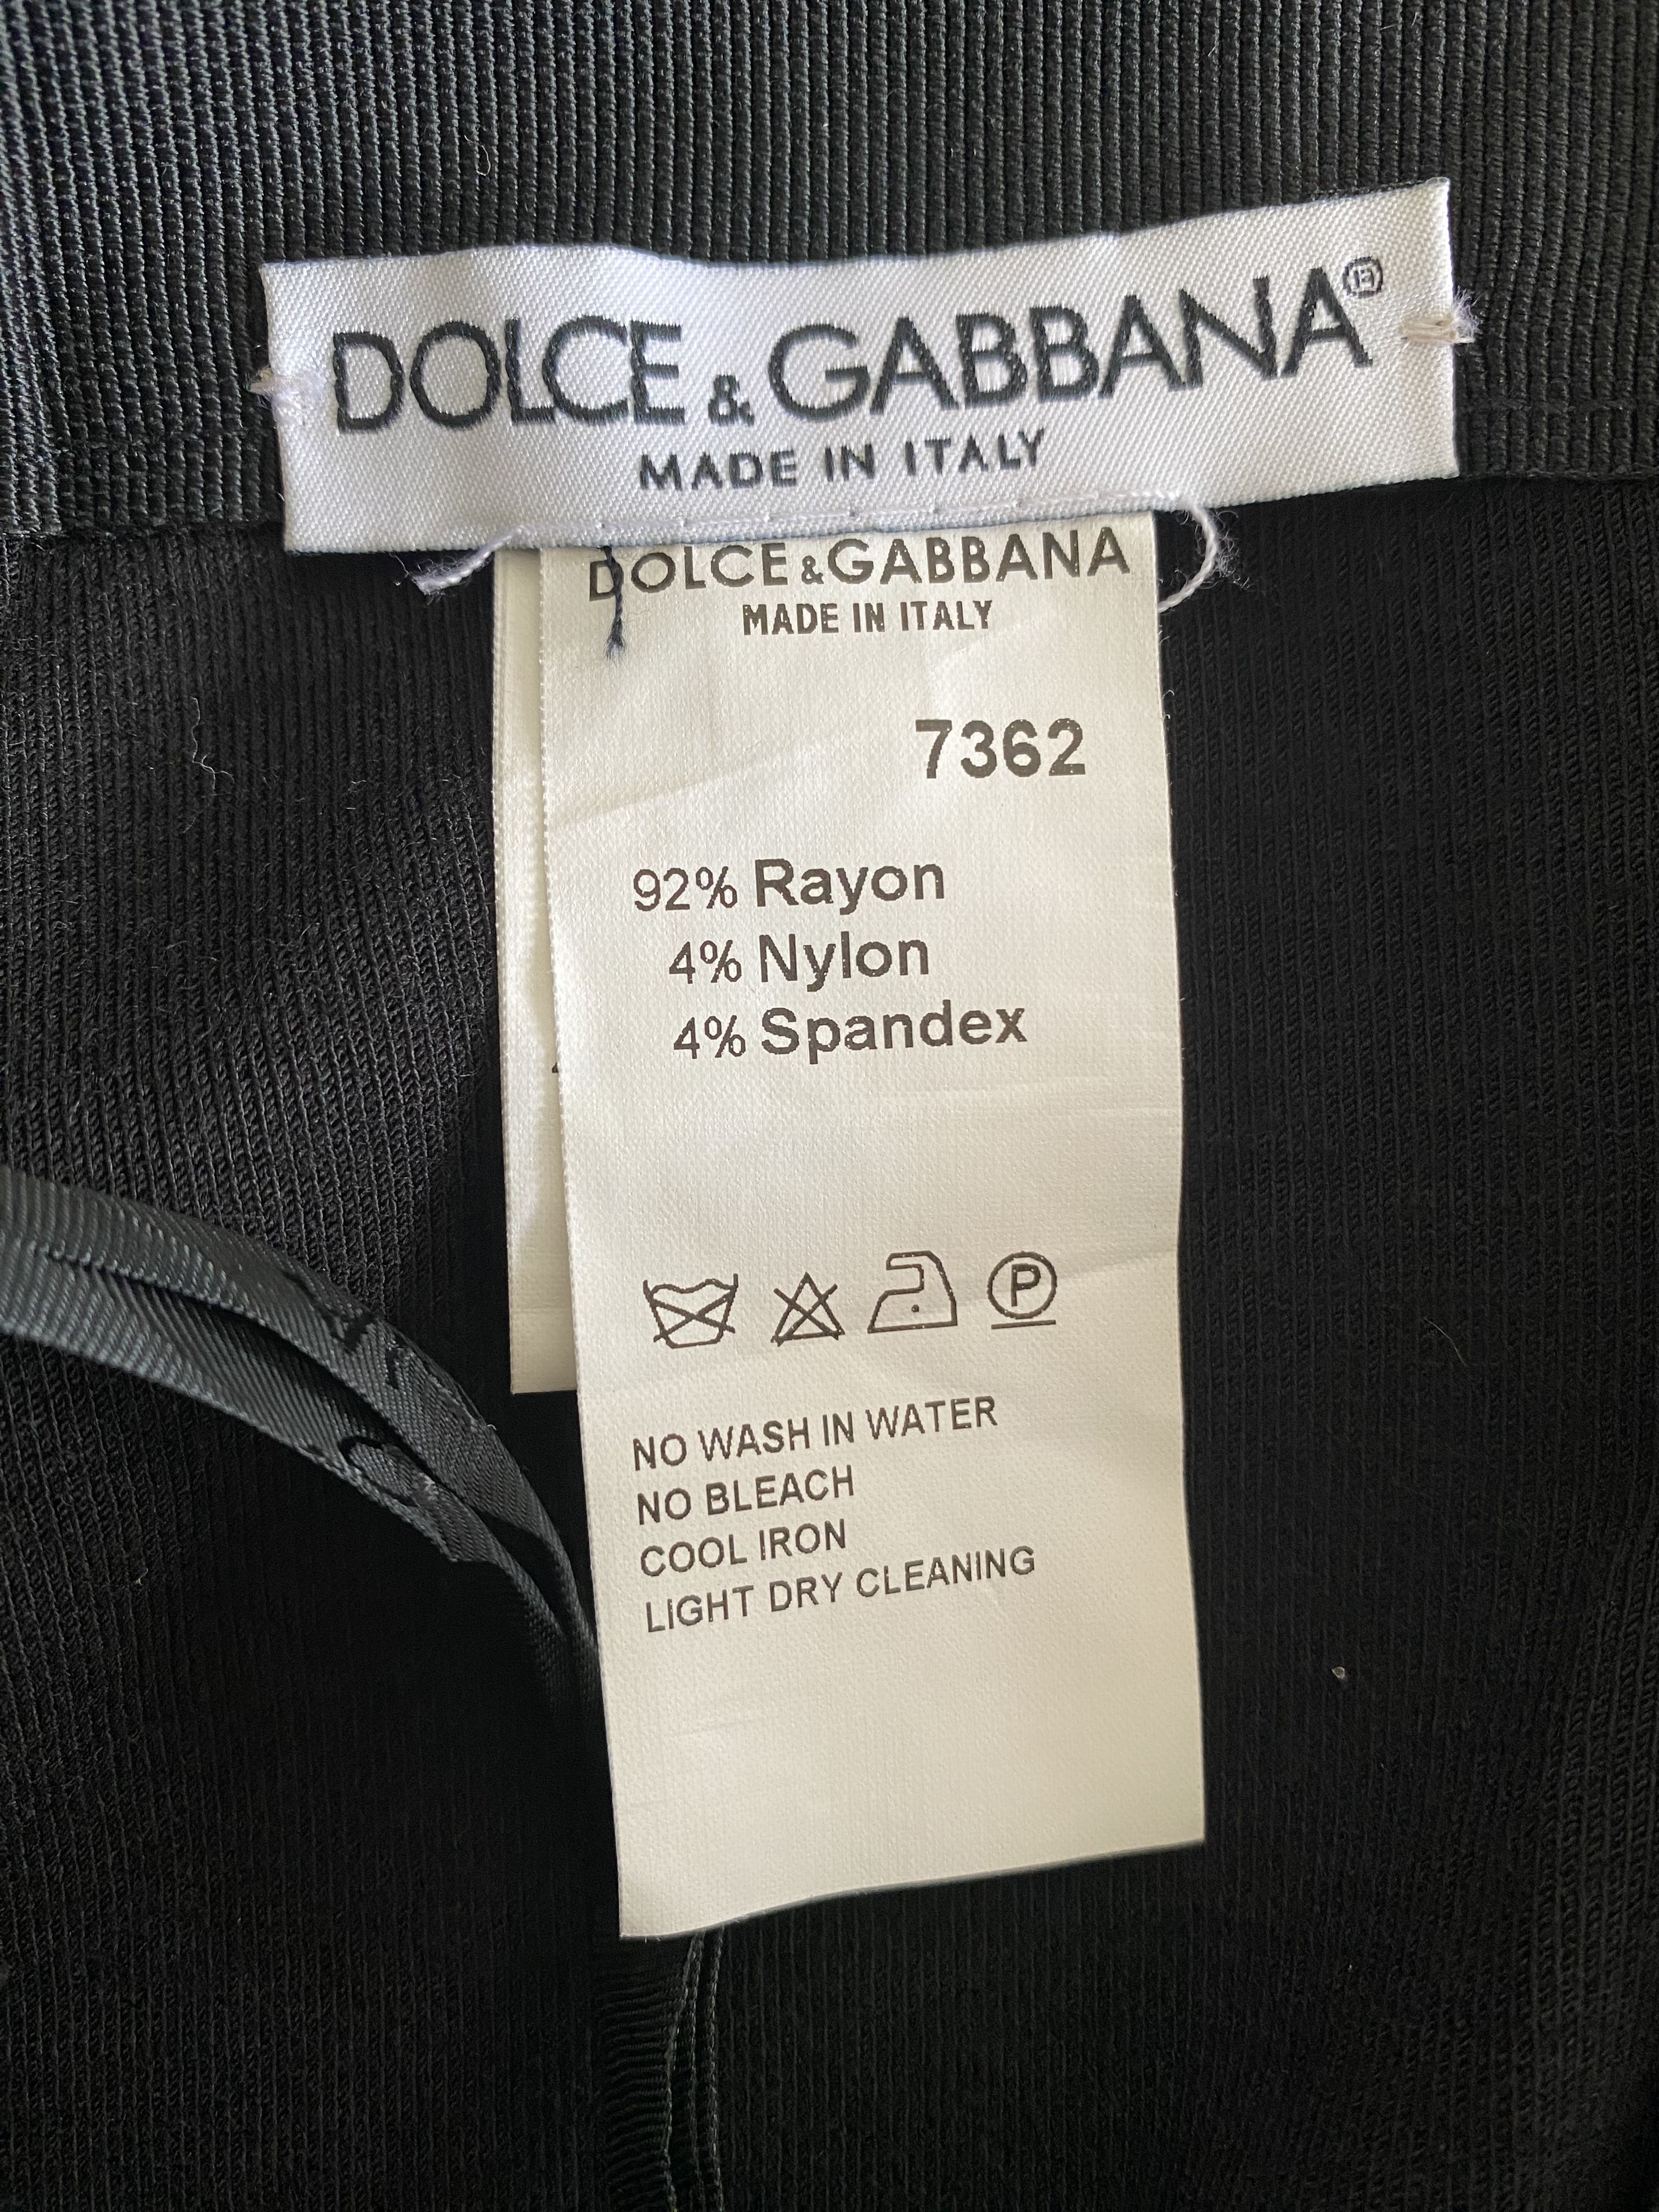 DOLCE & GABBANA®
MADE IN ITALY
DOLCE & GABBANA
MADE IN ITALY
7362
92% Rayon
4% Nylon
4% Spandex
P
NO WASH IN WATER
NO BLEACH
COOL IRON
LIGHT DRY CLEANING